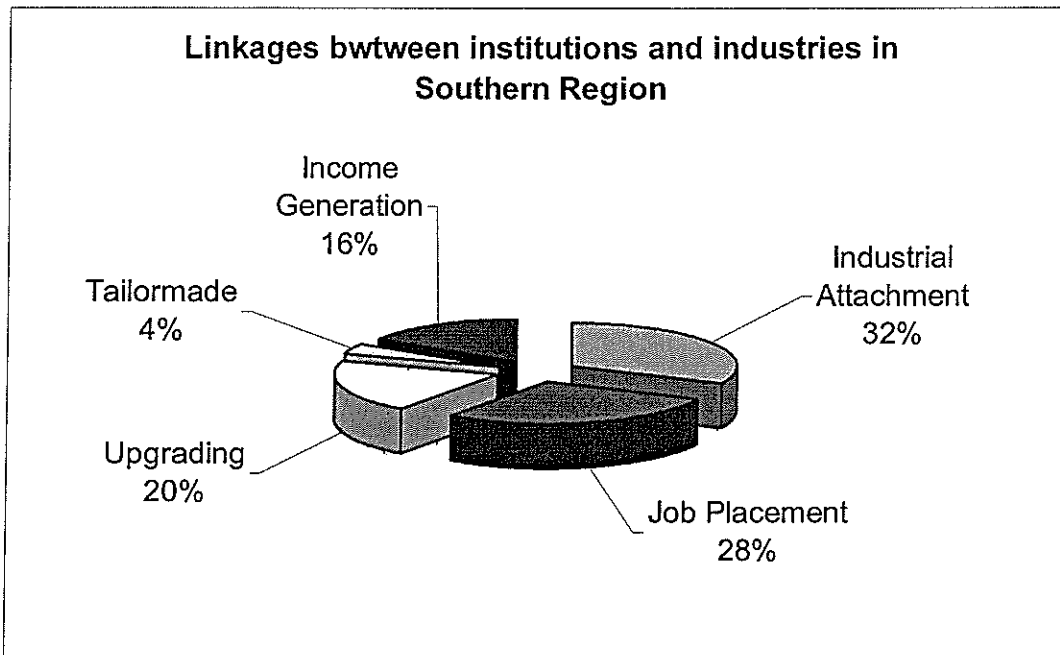 Linkages bwtween institutions and industries in
Southern Region
Income
Generation
16%
Industrial
Attachment
32%
Tailormade
4%
Upgrading
20%
Job Placement
28%